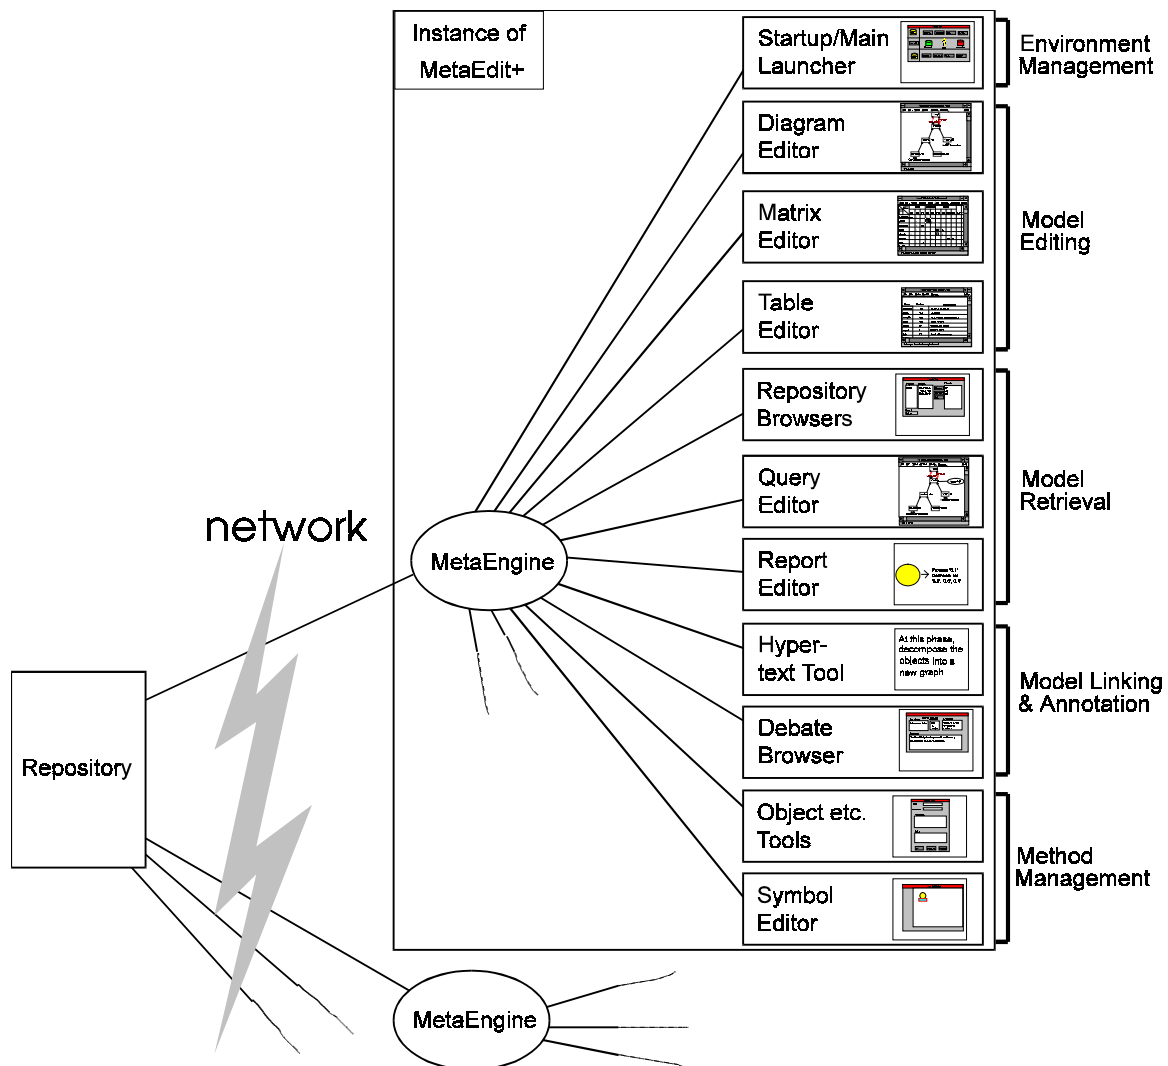 Instance of
MetaEdit+
Startup/Main
Launcher
Environment
Management
Diagram
Editor
Matrix
Editor
Table
Editor
Model
Editing
Repository
Browsers
Query
Editor
Report
Editor
Model
Retrieval
Hyper-
text Tool
At this phase,
decompose the
objects into a
new graph
Debate
Browser
Model Linking
& Annotation
Object etc.
Tools
Symbol
Editor
Method
Management
network
MetaEngine
Repository
MetaEngine